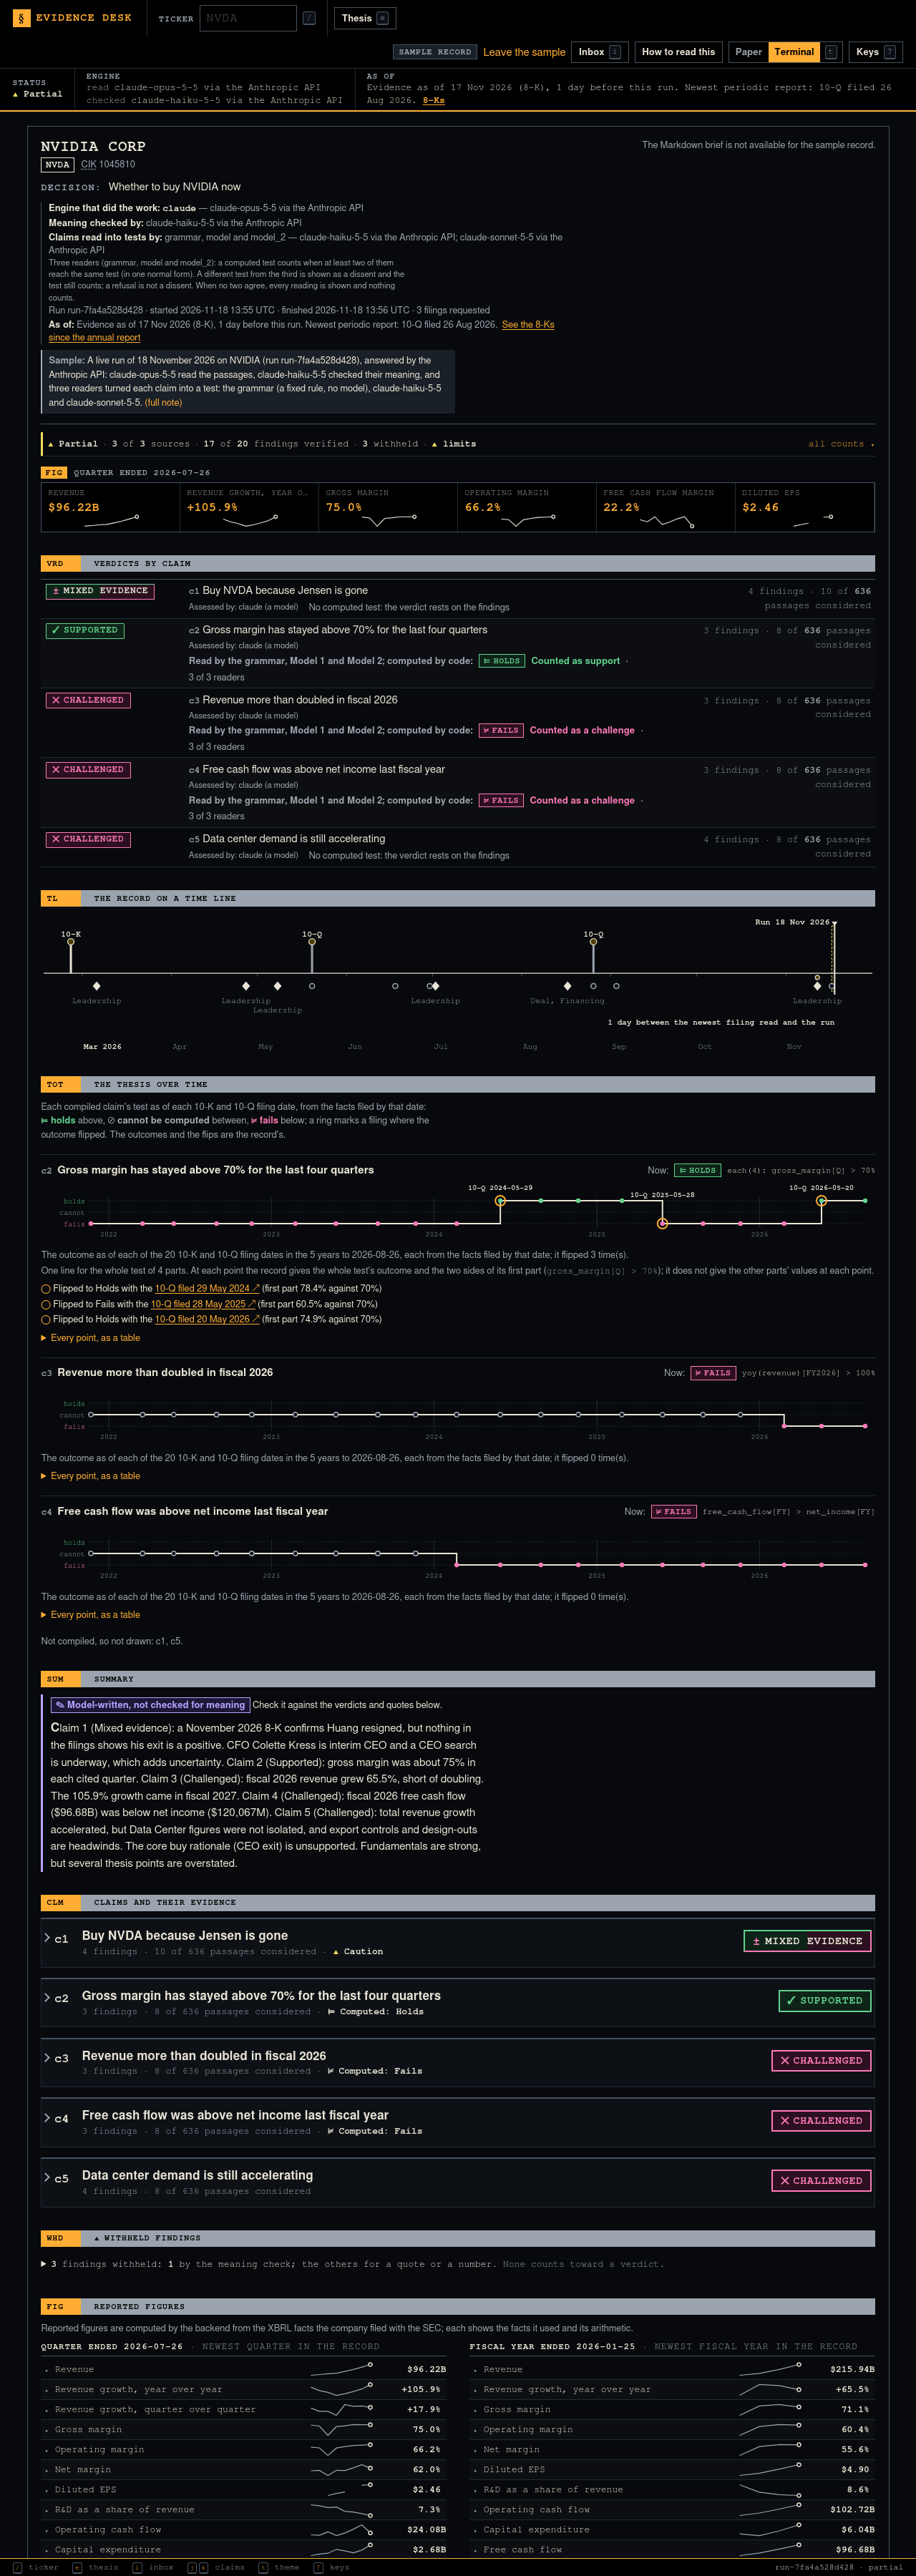 § EVIDENCE DESK TICKER NVDA / Thesis e
SAMPLE RECORD Leave the sample Inbox i How to read this Paper Terminal t Keys ?
STATUS
▲ Partial
ENGINE
read claude-opus-5-5 via the Anthropic API
checked claude-haiku-5-5 via the Anthropic API
AS OF
Evidence as of 17 Nov 2026 (8-K), 1 day before this run. Newest periodic report: 10-Q filed 26
Aug 2026. 8-Ks
NVIDIA CORP
The Markdown brief is not available for the sample record.
NVDA CIK 1045810
DECISION: Whether to buy NVIDIA now
Engine that did the work: claude — claude-opus-5-5 via the Anthropic API
Meaning checked by: claude-haiku-5-5 via the Anthropic API
Claims read into tests by: grammar, model and model_2 — claude-haiku-5-5 via the Anthropic API; claude-sonnet-5-5 via the
Anthropic API
Three readers (grammar, model and model_2): a computed test counts when at least two of them
reach the same test (in one normal form). A different test from the third is shown as a dissent and the
test still counts; a refusal is not a dissent. When no two agree, every reading is shown and nothing
counts.
Run run-7fa4a528d428 · started 2026-11-18 13:55 UTC · finished 2026-11-18 13:56 UTC · 3 filings requested
As of: Evidence as of 17 Nov 2026 (8-K), 1 day before this run. Newest periodic report: 10-Q filed 26 Aug 2026. See the 8-Ks
since the annual report
Sample: A live run of 18 November 2026 on NVIDIA (run run-7fa4a528d428), answered by the
Anthropic API: claude-opus-5-5 read the passages, claude-haiku-5-5 checked their meaning, and
three readers turned each claim into a test: the grammar (a fixed rule, no model), claude-haiku-5-5
and claude-sonnet-5-5. (full note)
▲ Partial · 3 of 3 sources · 17 of 20 findings verified · 3 withheld · ▲ limits
all counts
FIG QUARTER ENDED 2026-07-26
REVENUE
$96.22B
REVENUE GROWTH, YEAR O…
+105.9%
GROSS MARGIN
75.0%
OPERATING MARGIN
66.2%
FREE CASH FLOW MARGIN
22.2%
DILUTED EPS
$2.46
VRD VERDICTS BY CLAIM
± MIXED EVIDENCE
c1 Buy NVDA because Jensen is gone
Assessed by: claude (a model) No computed test: the verdict rests on the findings
4 findings · 10 of 636
passages considered
✓ SUPPORTED
c2 Gross margin has stayed above 70% for the last four quarters
Assessed by: claude (a model)
Read by the grammar, Model 1 and Model 2; computed by code: ⊨ HOLDS Counted as support ·
3 of 3 readers
3 findings · 8 of 636 passages
considered
✕ CHALLENGED
c3 Revenue more than doubled in fiscal 2026
Assessed by: claude (a model)
Read by the grammar, Model 1 and Model 2; computed by code: ⊭ FAILS Counted as a challenge ·
3 of 3 readers
3 findings · 8 of 636 passages
considered
✕ CHALLENGED
c4 Free cash flow was above net income last fiscal year
Assessed by: claude (a model)
Read by the grammar, Model 1 and Model 2; computed by code: ⊭ FAILS Counted as a challenge ·
3 of 3 readers
3 findings · 8 of 636 passages
considered
✕ CHALLENGED
c5 Data center demand is still accelerating
Assessed by: claude (a model) No computed test: the verdict rests on the findings
4 findings · 8 of 636 passages
considered
TL THE RECORD ON A TIME LINE
Run 18 Nov 2026
10-K 10-Q 10-Q
Leadership Leadership Leadership Deal, Financing Leadership
Leadership
1 day between the newest filing read and the run
Mar 2026 Apr May Jun Jul Aug Sep Oct Nov
TOT THE THESIS OVER TIME
Each compiled claim's test as of each 10-K and 10-Q filing date, from the facts filed by that date:
⊨ holds above, ⊘ cannot be computed between, ⊭ fails below; a ring marks a filing where the
outcome flipped. The outcomes and the flips are the record's.
c2 Gross margin has stayed above 70% for the last four quarters
Now: ⊨ HOLDS each(4): gross_margin[Q] > 70%
10-Q 2024-05-29 10-Q 2025-05-28 10-Q 2026-05-20
holds
cannot
fails
2022 2023 2024 2025 2026
The outcome as of each of the 20 10-K and 10-Q filing dates in the 5 years to 2026-08-26, each from the facts filed by that date; it flipped 3 time(s).
One line for the whole test of 4 parts. At each point the record gives the whole test's outcome and the two sides of its first part (gross_margin[Q] > 70%); it does not give the other parts' values at each point.
Flipped to Holds with the 10-Q filed 29 May 2024 ↗ (first part 78.4% against 70%)
Flipped to Fails with the 10-Q filed 28 May 2025 ↗ (first part 60.5% against 70%)
Flipped to Holds with the 10-Q filed 20 May 2026 ↗ (first part 74.9% against 70%)
▶ Every point, as a table
c3 Revenue more than doubled in fiscal 2026
Now: ⊭ FAILS yoy(revenue)[FY2026] > 100%
holds
cannot
fails
2022 2023 2024 2025 2026
The outcome as of each of the 20 10-K and 10-Q filing dates in the 5 years to 2026-08-26, each from the facts filed by that date; it flipped 0 time(s).
▶ Every point, as a table
c4 Free cash flow was above net income last fiscal year
Now: ⊭ FAILS free_cash_flow[FY] > net_income[FY]
holds
cannot
fails
2022 2023 2024 2025 2026
The outcome as of each of the 20 10-K and 10-Q filing dates in the 5 years to 2026-08-26, each from the facts filed by that date; it flipped 0 time(s).
▶ Every point, as a table
Not compiled, so not drawn: c1, c5.
SUM SUMMARY
✎ Model-written, not checked for meaning Check it against the verdicts and quotes below.
Claim 1 (Mixed evidence): a November 2026 8-K confirms Huang resigned, but nothing in
the filings shows his exit is a positive. CFO Colette Kress is interim CEO and a CEO search
is underway, which adds uncertainty. Claim 2 (Supported): gross margin was about 75% in
each cited quarter. Claim 3 (Challenged): fiscal 2026 revenue grew 65.5%, short of doubling.
The 105.9% growth came in fiscal 2027. Claim 4 (Challenged): fiscal 2026 free cash flow
($96.68B) was below net income ($120,067M). Claim 5 (Challenged): total revenue growth
accelerated, but Data Center figures were not isolated, and export controls and design-outs
are headwinds. The core buy rationale (CEO exit) is unsupported. Fundamentals are strong,
but several thesis points are overstated.
CLM CLAIMS AND THEIR EVIDENCE
c1 Buy NVDA because Jensen is gone
4 findings · 10 of 636 passages considered · ▲ Caution
± MIXED EVIDENCE
c2 Gross margin has stayed above 70% for the last four quarters
3 findings · 8 of 636 passages considered · ⊨ Computed: Holds
✓ SUPPORTED
c3 Revenue more than doubled in fiscal 2026
3 findings · 8 of 636 passages considered · ⊭ Computed: Fails
✕ CHALLENGED
c4 Free cash flow was above net income last fiscal year
3 findings · 8 of 636 passages considered · ⊭ Computed: Fails
✕ CHALLENGED
c5 Data center demand is still accelerating
4 findings · 8 of 636 passages considered
✕ CHALLENGED
WHD ▲ WITHHELD FINDINGS
▶ 3 findings withheld: 1 by the meaning check; the others for a quote or a number. None counts toward a verdict.
FIG REPORTED FIGURES
Reported figures are computed by the backend from the XBRL facts the company filed with the SEC; each shows the facts it used and its arithmetic.
QUARTER ENDED 2026-07-26 · NEWEST QUARTER IN THE RECORD
Revenue $96.22B
Revenue growth, year over year +105.9%
Revenue growth, quarter over quarter +17.9%
Gross margin 75.0%
Operating margin 66.2%
Net margin 62.0%
Diluted EPS $2.46
R&D as a share of revenue 7.3%
Operating cash flow $24.08B
Capital expenditure $2.68B
FISCAL YEAR ENDED 2026-01-25 · NEWEST FISCAL YEAR IN THE RECORD
Revenue $215.94B
Revenue growth, year over year +65.5%
Gross margin 71.1%
Operating margin 60.4%
Net margin 55.6%
Diluted EPS $4.90
R&D as a share of revenue 8.6%
Operating cash flow $102.72B
Capital expenditure $6.04B
Free cash flow $96.68B
/ ticker e thesis i inbox j k claims t theme ? keys
run-7fa4a528d428 · partial